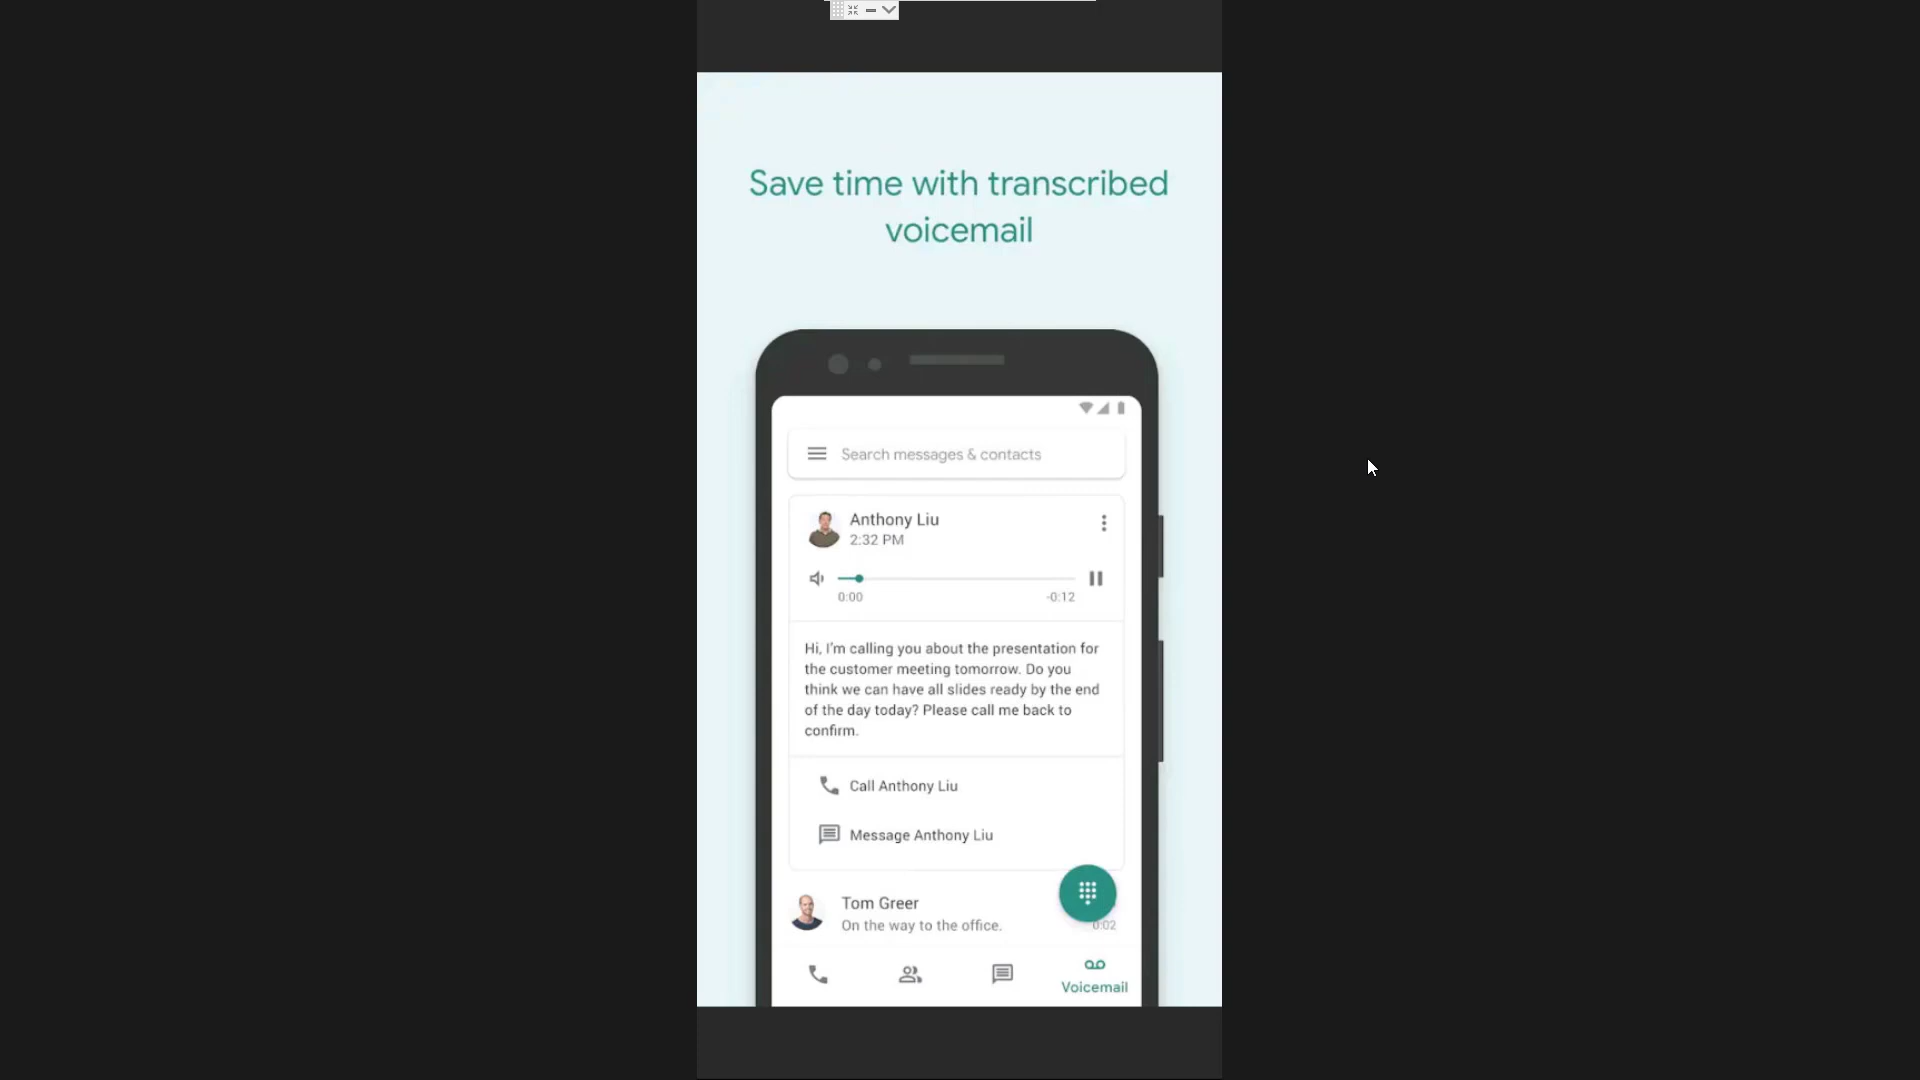 Save time with transcribed
voicemail
Search messages & contacts
Anthony Liu
2:32 PM
0:00
-0:12
Hi, I'm calling you about the presentation for
the customer meeting tomorrow. Do you
think we can have all slides ready by the end
of the day today? Please call me back to
confirm.
Call Anthony Liu
Message Anthony Liu
Tom Greer
On the way to the office.
0:02
Voicemail